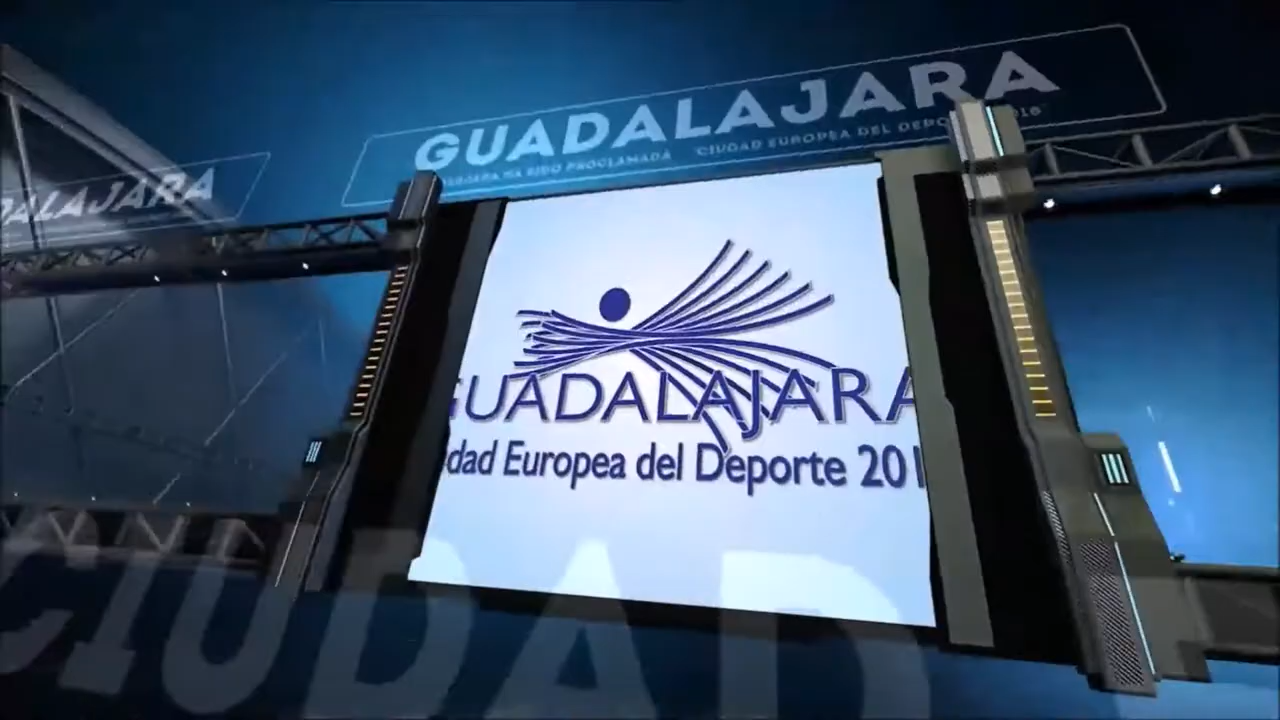 GUADALAJARA
HA SIDO PROCLAMADA CIUDAD EUROPEA DEL
DALAJARA
GUADALAJARA
dad Europea del Deporte 201
CIUDAD